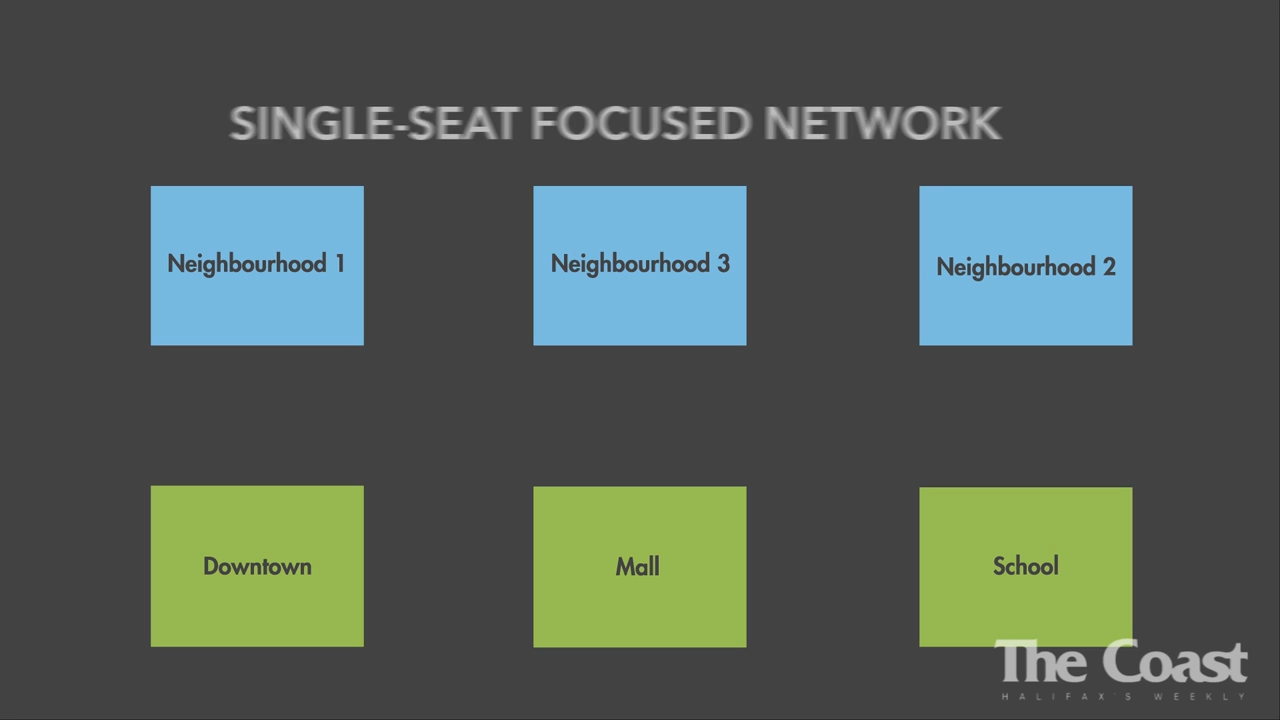 SINGLE-SEAT FOCUSED NETWORK
Neighbourhood 1
Neighbourhood 3
Neighbourhood 2
Downtown
Mall
School
The Coast
HALIFAX'S WEEKLY